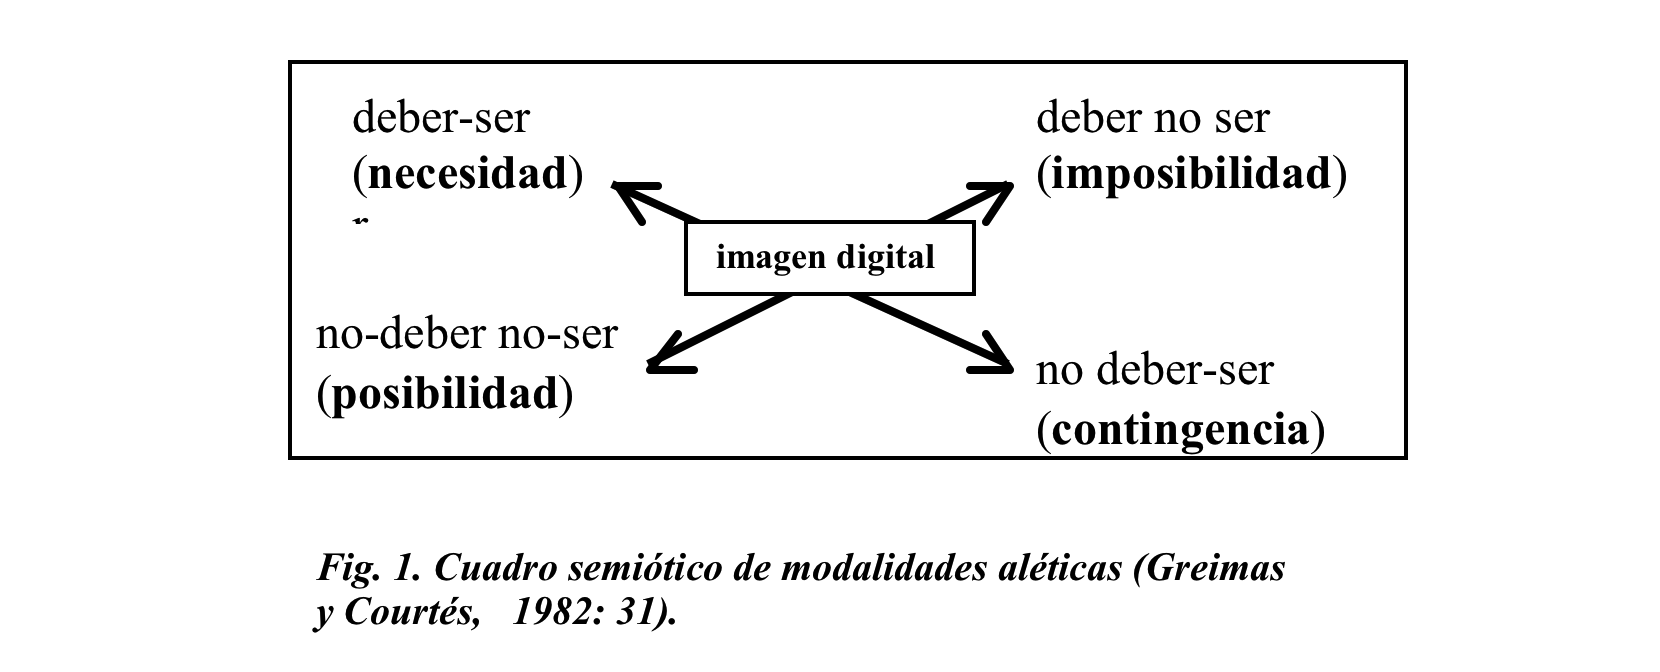 deber-ser
(necesidad)
deber no ser
(imposibilidad)
imagen digital
no-deber no-ser
(posibilidad)
no deber-ser
(contingencia)
Fig. 1. Cuadro semiótico de modalidades aléticas (Greimas
y Courtés, 1982: 31).